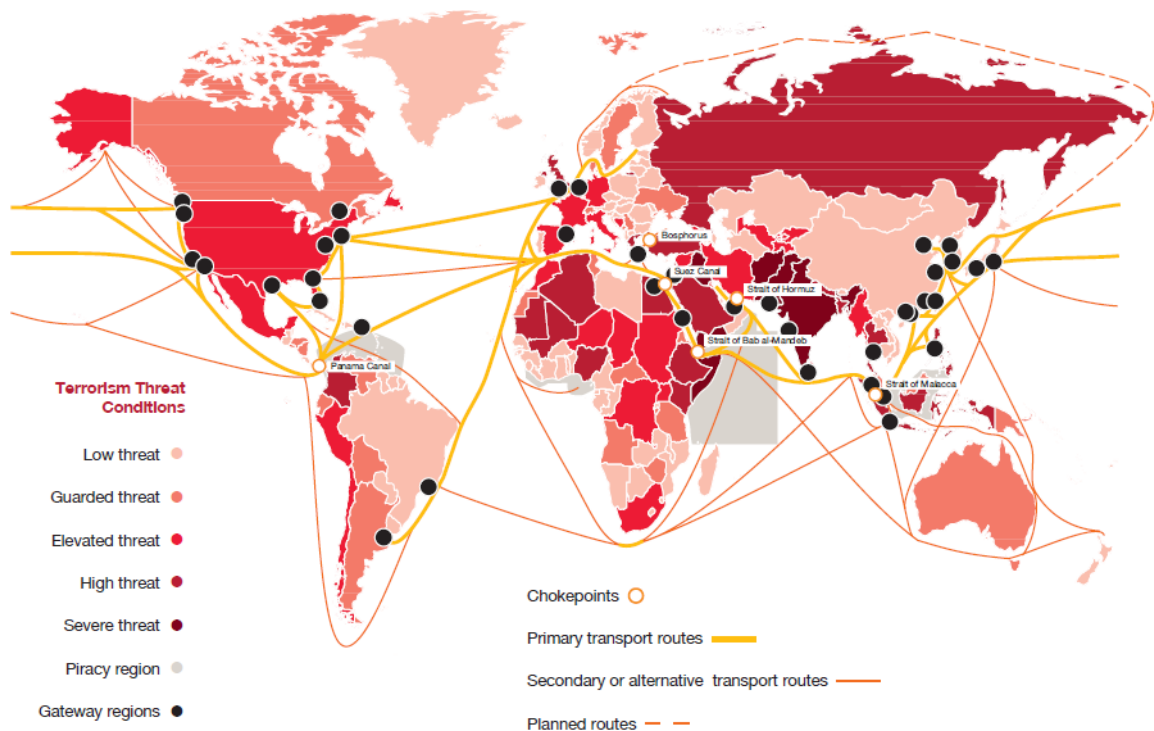 Bosphorus
Suez Canal
Strait of Hormuz
Strait of Bab al-Mandeb
Panama Canal
Strait of Malacca
Terrorism Threat
Conditions
Low threat
Guarded threat
Elevated threat
High threat
Severe threat
Piracy region
Gateway regions
Chokepoints
Primary transport routes
Secondary or alternative transport routes
Planned routes